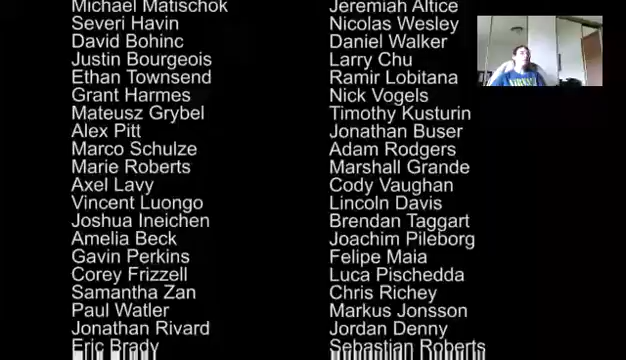 Michael Matischok
Severi Havin
David Bohinc
Justin Bourgeois
Ethan Townsend
Grant Harmes
Mateusz Grybel
Alex Pitt
Marco Schulze
Marie Roberts
Axel Lavy
Vincent Luongo
Joshua Ineichen
Amelia Beck
Gavin Perkins
Corey Frizzell
Samantha Zan
Paul Watler
Jonathan Rivard
Eric Brady
Jeremiah Altice
Nicolas Wesley
Daniel Walker
Larry Chu
Ramir Lobitana
Nick Vogels
Timothy Kusturin
Jonathan Buser
Adam Rodgers
Marshall Grande
Cody Vaughan
Lincoln Davis
Brendan Taggart
Joachim Pileborg
Felipe Maia
Luca Pischedda
Chris Richey
Markus Jonsson
Jordan Denny
Sebastian Roberts